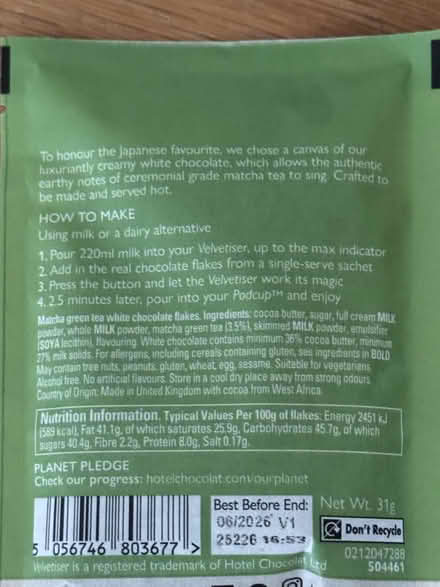 To honour the Japanese favourite, we chose a canvas of our
luxuriantly creamy white chocolate, which allows the authentic
earthy notes of ceremonial grade matcha tea to sing. Crafted to
be made and served hot.
HOW TO MAKE
Using milk or a dairy alternative
1. Pour 220ml milk into your Velvetiser, up to the max indicator
2. Add in the real chocolate flakes from a single-serve sachet
3. Press the button and let the Velvetiser work its magic
4. 2.5 minutes later, pour into your Podcup™ and enjoy
Matcha green tea white chocolate flakes. Ingredients: cocoa butter, sugar, full cream MILK
powder, whole MILK powder, matcha green tea (3.5%), skimmed MILK powder, emulsifier
(SOYA lecithin), flavouring. White chocolate contains minimum 36% cocoa butter, minimum
27% milk solids. For allergens, including cereals containing gluten, see ingredients in BOLD.
May contain tree nuts, peanuts, gluten, wheat, egg, sesame. Suitable for vegetarians.
Alcohol free. No artificial flavours. Store in a cool dry place away from strong odours.
Country of Origin: Made in United Kingdom with cocoa from West Africa.
Nutrition Information. Typical Values Per 100g of flakes: Energy 2451 kJ
(589 kcal), Fat 41.1g, of which saturates 25.9g, Carbohydrates 45.7g, of which
sugars 40.4g, Fibre 2.2g, Protein 8.0g, Salt 0.17g.
PLANET PLEDGE
Check our progress: hotelchocolat.com/our-planet
Best Before End:
06/2026 V1
25226 16:53
Net Wt. 31g
Don't Recycle
5 056746 803677 >
0212047288
504461
Velvetiser is a registered trademark of Hotel Chocolat Ltd